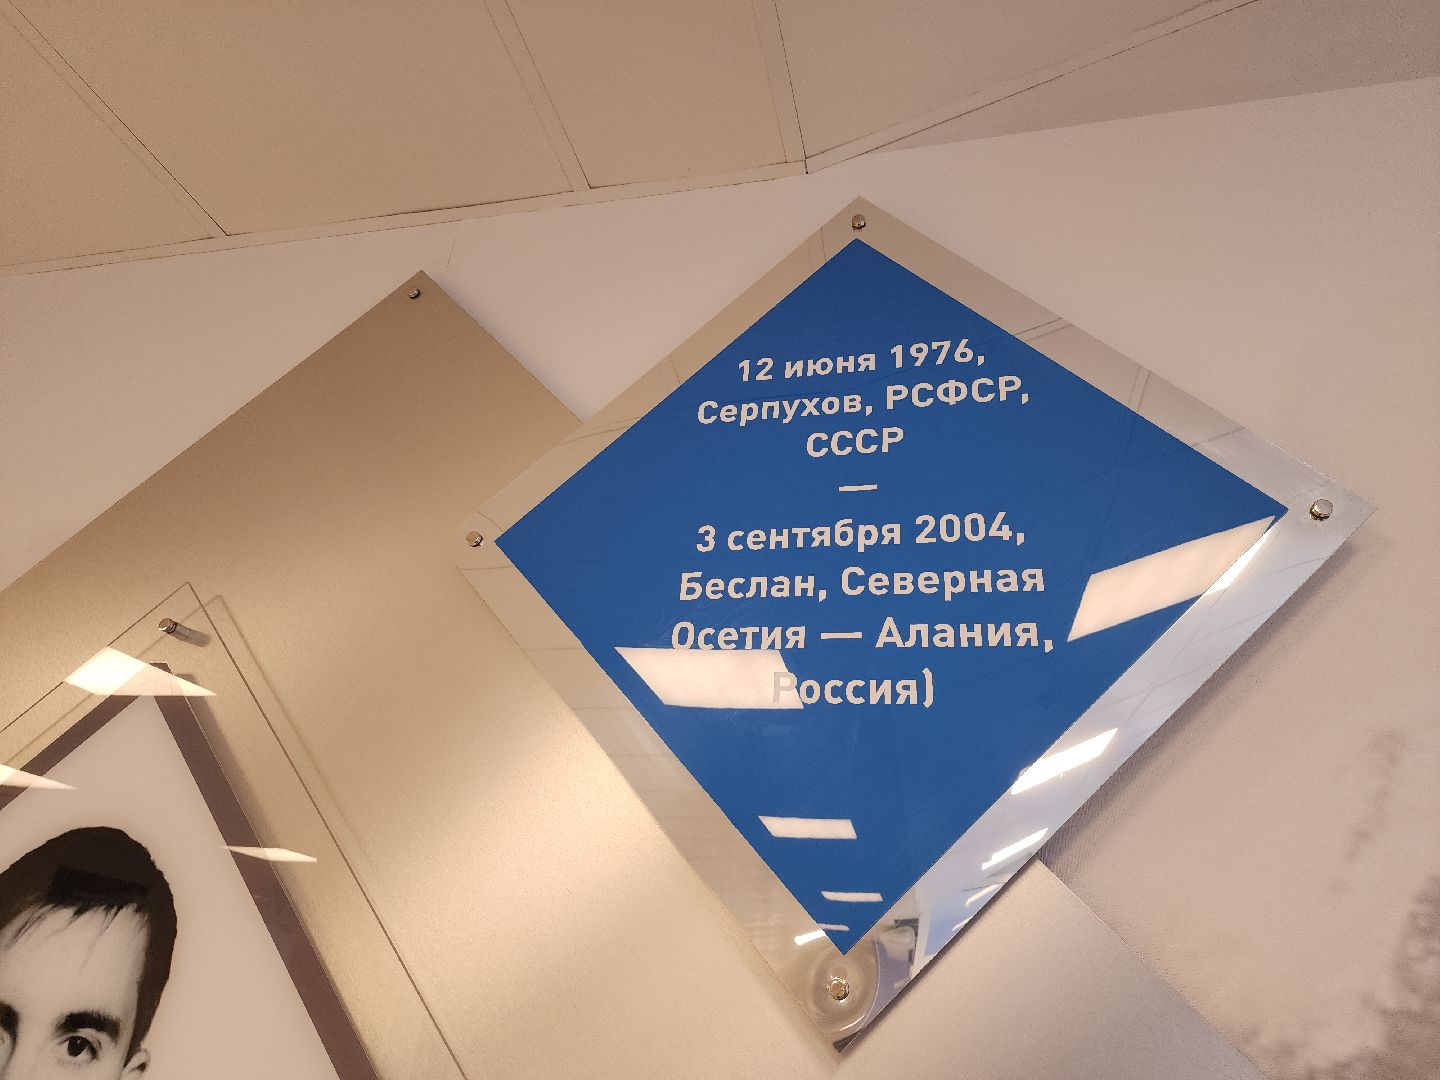 12 июня 1976,
Серпухов, РСФСР,
СССР
—
3 сентября 2004,
Беслан, Северная
Осетия — Алания,
Россия)